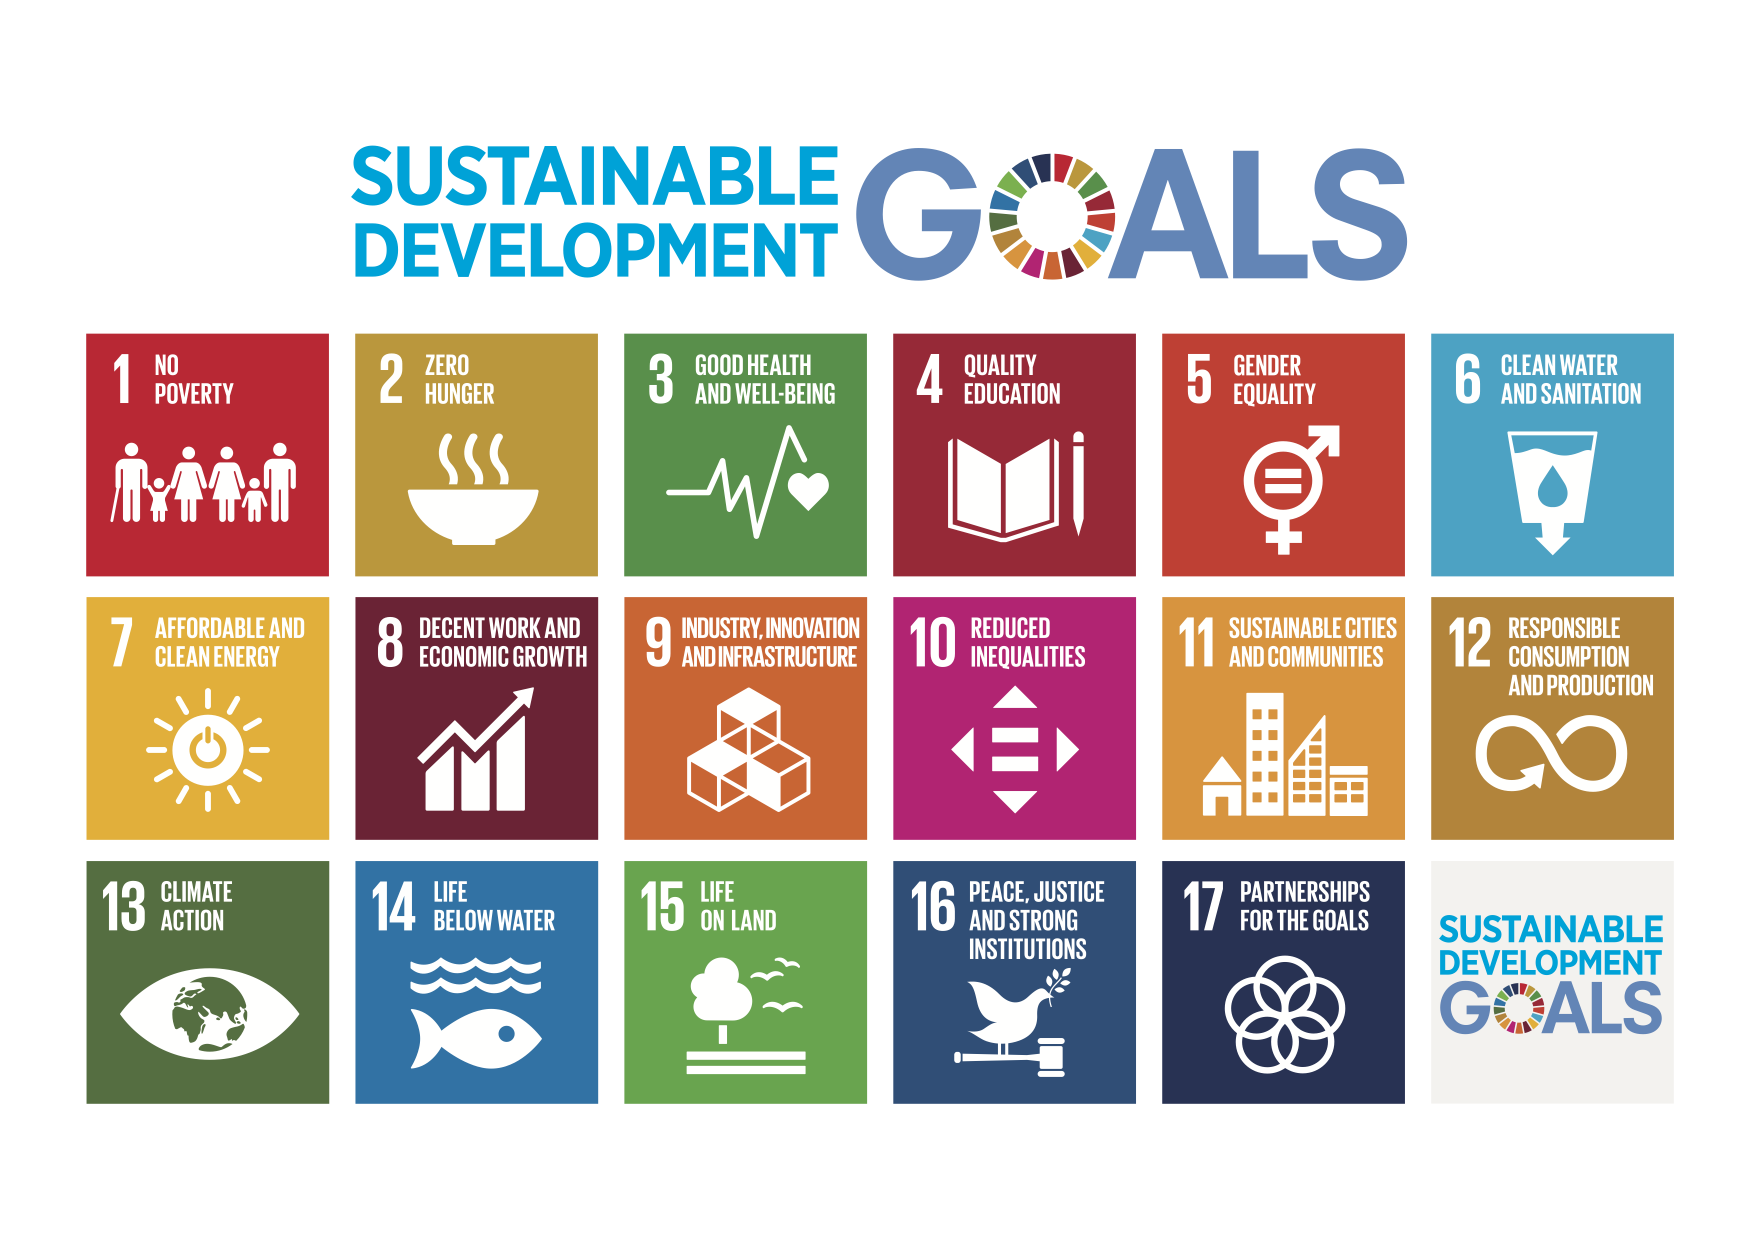 SUSTAINABLE
DEVELOPMENT
GOALS
1 NO
POVERTY
2 ZERO
HUNGER
3 GOOD HEALTH
AND WELL-BEING
4 QUALITY
EDUCATION
5 GENDER
EQUALITY
6 CLEAN WATER
AND SANITATION
7 AFFORDABLE AND
CLEAN ENERGY
8 DECENT WORK AND
ECONOMIC GROWTH
9 INDUSTRY, INNOVATION
AND INFRASTRUCTURE
10 REDUCED
INEQUALITIES
11 SUSTAINABLE CITIES
AND COMMUNITIES
12 RESPONSIBLE
CONSUMPTION
AND PRODUCTION
13 CLIMATE
ACTION
14 LIFE
BELOW WATER
15 LIFE
ON LAND
16 PEACE, JUSTICE
AND STRONG
INSTITUTIONS
17 PARTNERSHIPS
FOR THE GOALS
SUSTAINABLE
DEVELOPMENT
GOALS